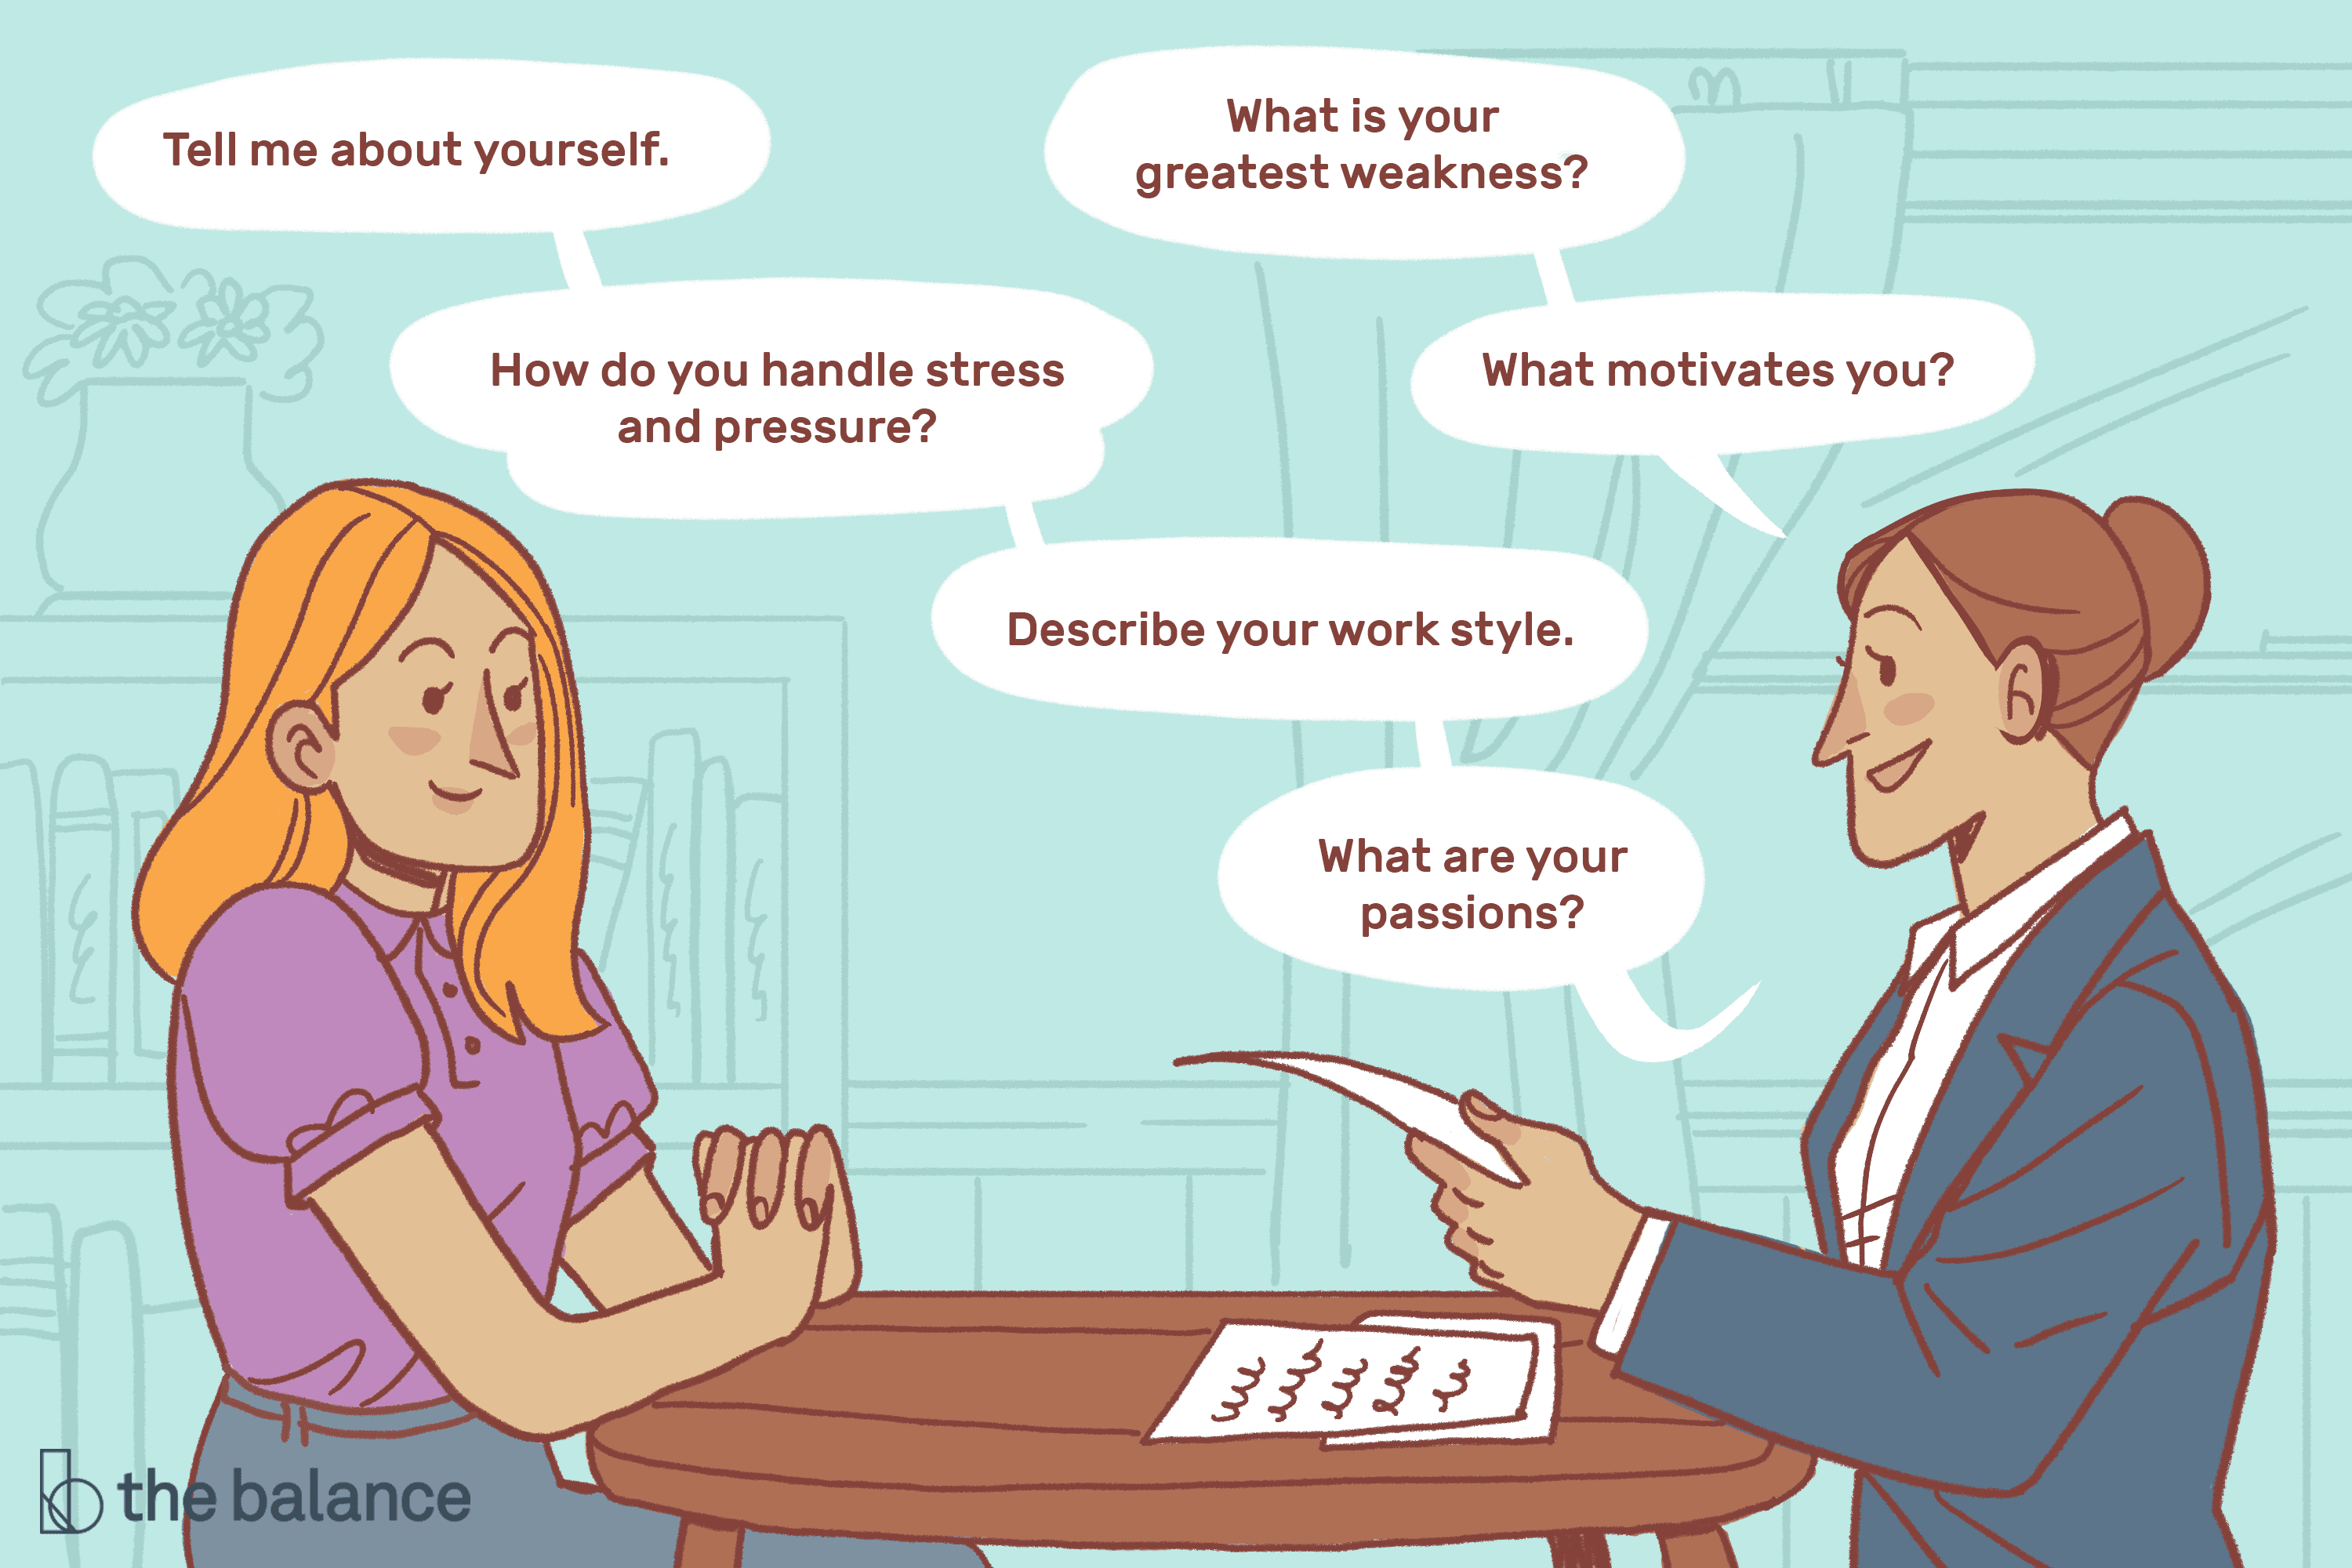 Tell me about yourself.
What is your
greatest weakness?
How do you handle stress
and pressure?
What motivates you?
Describe your work style.
What are your
passions?
the balance